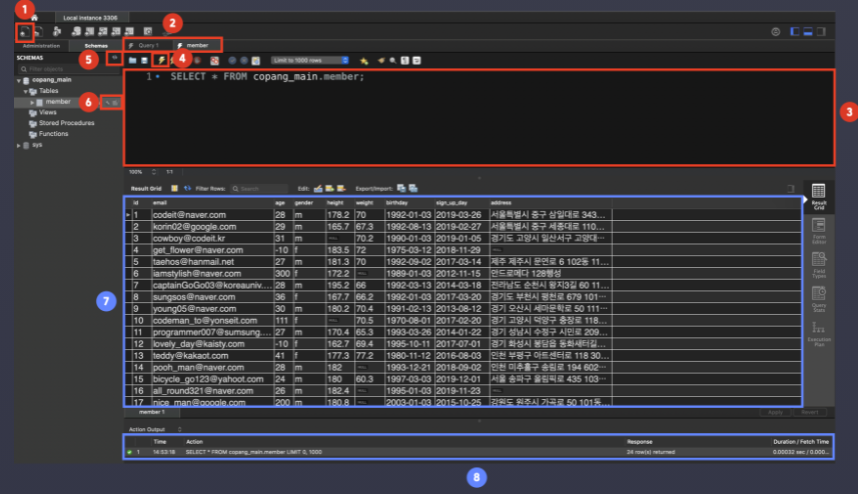 1
Local instance 3306
2
Administration Schemas Query 1 member
5
4
SCHEMAS
Limit to 1000 rows
Filter objects
copang_main
1 SELECT * FROM copang_main.member;
Tables
member
6
3
Views
Stored Procedures
Functions
sys
100% 1:1
Result Grid Filter Rows: Search Edit: Export/Import:
Result Grid
Form Editor
Field Types
Query Stats
Execution Plan
id email age gender height weight birthday sign_up_day address
1 codeit@naver.com 28 m 178.2 70 1992-01-03 2019-03-26 서울특별시 중구 삼일대로 343...
2 korin02@google.com 29 m 165.7 67.3 1992-08-13 2019-02-27 서울특별시 중구 세종대로 110...
3 cowboy@codeit.kr 31 m 70.2 1990-01-03 2019-01-05 경기도 고양시 일산서구 고양대...
4 get_flower@naver.com -10 f 183.5 72 1975-03-12 2018-11-29
5 taehos@hanmail.net 27 m 181.3 70 1992-09-02 2017-03-14 제주 제주시 문연로 6 102동 11...
6 iamstylish@naver.com 300 f 172.2 1989-01-03 2012-11-15 안드로메다 128행성
7 captainGoGo03@koreauniv.... 28 m 195.2 66 1992-03-13 2014-03-18 전라남도 순천시 왕지3길 60 11...
8 sungsos@naver.com 36 f 167.7 66.2 1992-01-03 2017-03-20 경기도 부천시 평천로 679 101...
9 young05@naver.com 30 m 180.2 70.4 1991-02-13 2013-08-12 경기 오산시 세마문학로 50 111...
10 codeman_to@yonseit.com 111 f 70.5 1970-08-01 2017-02-20 경기 고양시 덕양구 충장로 118...
11 programmer007@sumsung.... 27 m 170.4 65.3 1993-03-26 2014-01-22 경기 성남시 수정구 시민로 209...
12 lovely_day@kaisty.com -10 f 162.7 69.4 1995-10-11 2017-07-01 경기 화성시 봉담읍 동화새터길...
13 teddy@kakaot.com 41 f 177.3 77.2 1980-11-12 2016-08-03 인천 부평구 아트센터로 118 30...
14 pooh_man@naver.com 28 m 182 1993-12-21 2018-09-02 인천 미추홀구 송림로 194 602...
15 bicycle_go123@yahoot.com 24 m 180 60.3 1997-03-03 2019-12-01 서울 송파구 올림픽로 435 103...
16 all_round321@naver.com 26 m 182.4 1995-01-03 2019-11-23
17 nice_man@google.com 200 m 180.8 2003-01-03 2015-10-25 강원도 원주시 가곡로 50 101동...
7
member 1 Apply Revert
Action Output
Time Action Response Duration / Fetch Time
1 14:53:18 SELECT * FROM copang_main.member LIMIT 0, 1000 24 row(s) returned 0.00032 sec / 0.000...
8